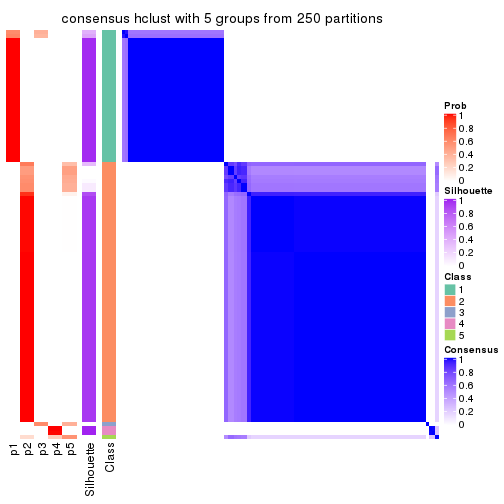 consensus hclust with 5 groups from 250 partitions
Prob
1
0.8
0.6
0.4
0.2
0
Silhouette
1
0.8
0.6
0.4
0.2
0
Class
1
2
3
4
5
Consensus
1
0.8
0.6
0.4
0.2
0
p1
p2
p3
p4
p5
Silhouette
Class